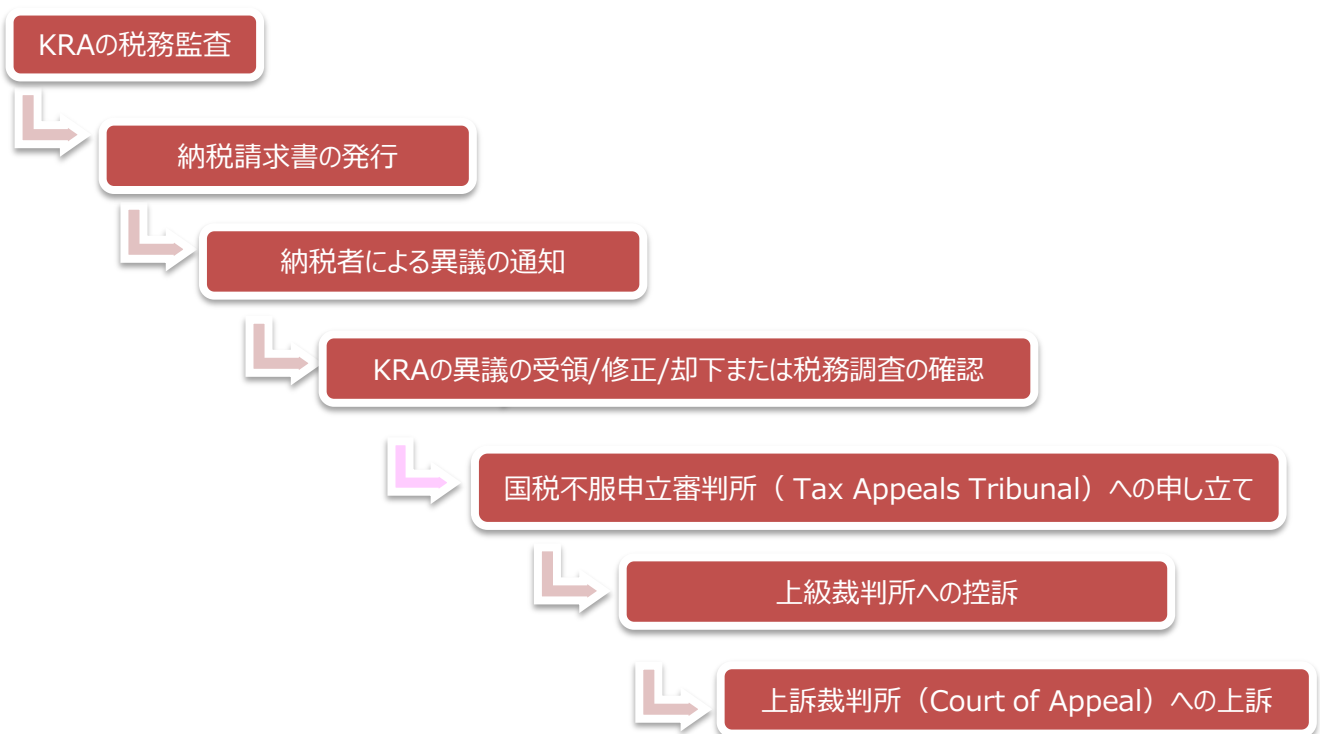 KRAの税務監査
納税請求書の発行
納税者による異議の通知
KRAの異議の受領/修正/却下または税務調査の確認
国税不服申立審判所（ Tax Appeals Tribunal）への申し立て
上級裁判所への控訴
上訴裁判所（Court of Appeal）への上訴